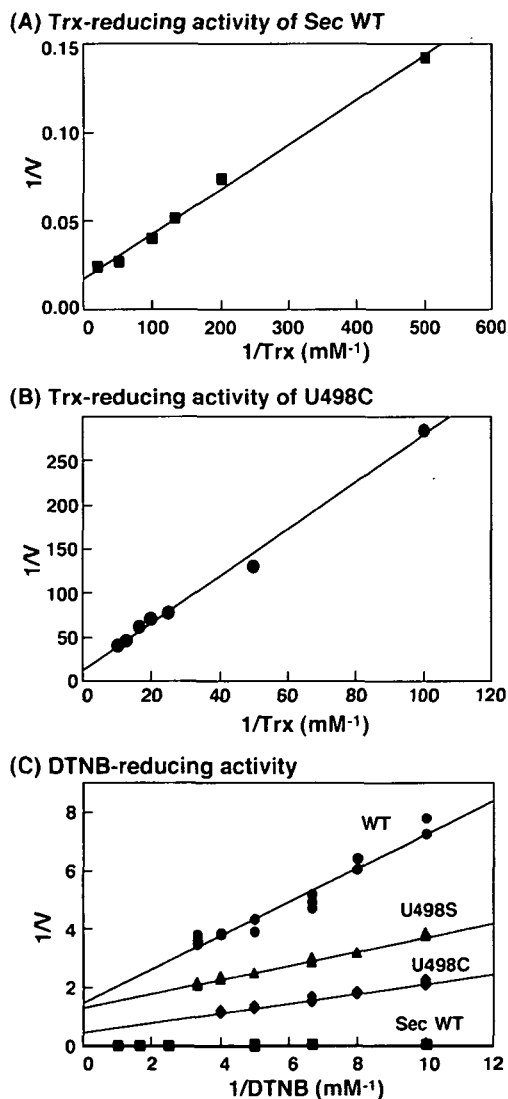 (A) Trx-reducing activity of Sec WT
0.15
0.10
0.05
0.00
1/V
0 100 200 300 400 500 600
1/Trx (mM-1)
(B) Trx-reducing activity of U498C
250
200
150
100
50
0
1/V
0 20 40 60 80 100 120
1/Trx (mM-1)
(C) DTNB-reducing activity
8
6
4
2
0
1/V
WT
U498S
U498C
Sec WT
0 2 4 6 8 10 12
1/DTNB (mM-1)